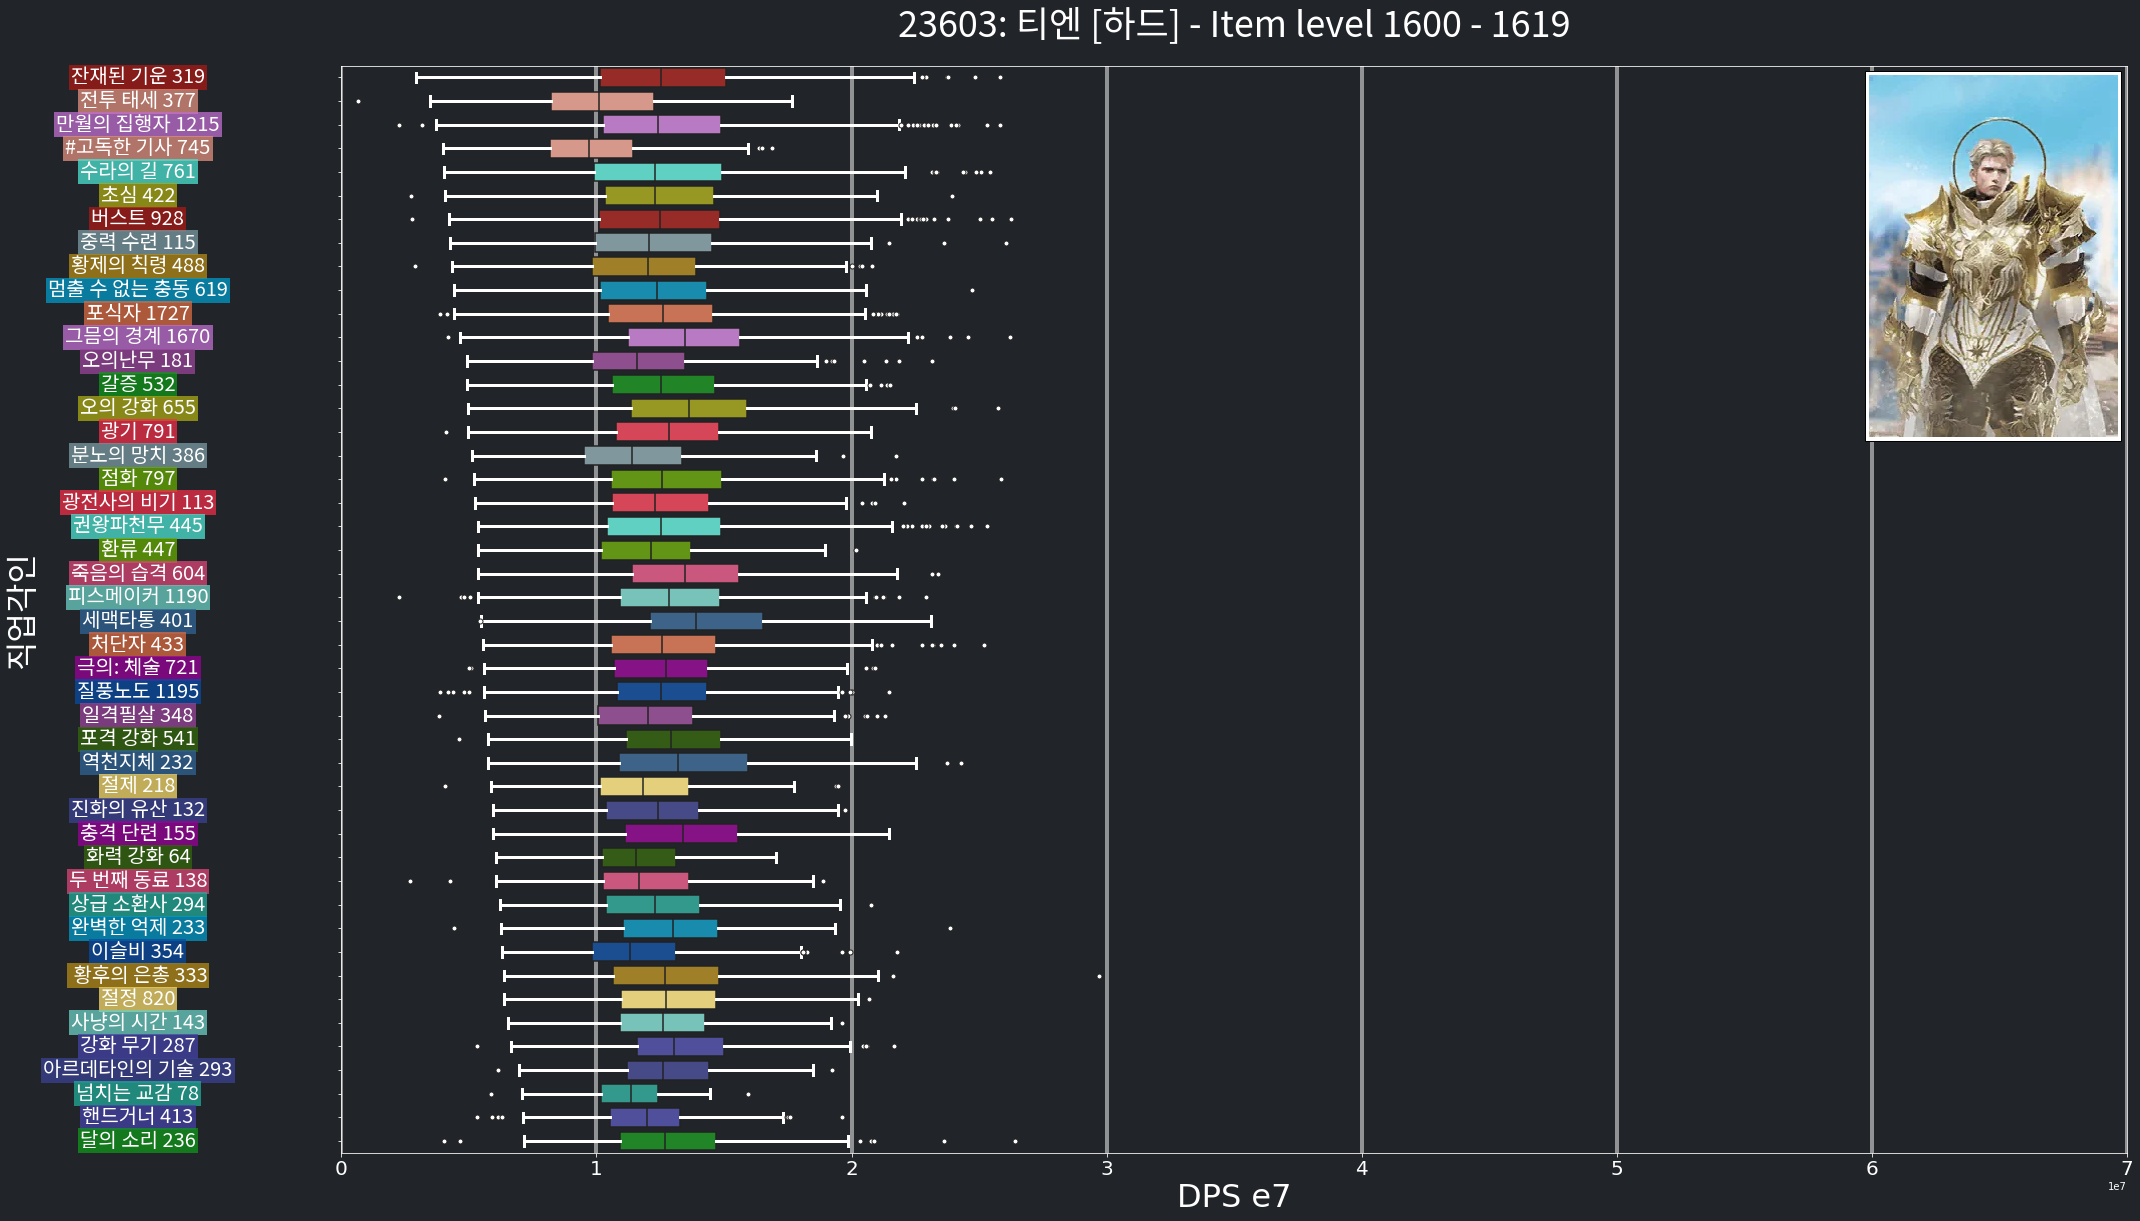 23603: 티엔 [하드] - Item level 1600 - 1619
직업각인
잔재된 기운 319
전투 태세 377
만월의 집행자 1215
#고독한 기사 745
수라의 길 761
초심 422
버스트 928
중력 수련 115
황제의 칙령 488
멈출 수 없는 충동 619
포식자 1727
그믐의 경계 1670
오의난무 181
갈증 532
오의 강화 655
광기 791
분노의 망치 386
점화 797
광전사의 비기 113
권왕파천무 445
환류 447
죽음의 습격 604
피스메이커 1190
세맥타통 401
처단자 433
극의: 체술 721
질풍노도 1195
일격필살 348
포격 강화 541
역천지체 232
절제 218
진화의 유산 132
충격 단련 155
화력 강화 64
두 번째 동료 138
상급 소환사 294
완벽한 억제 233
이슬비 354
황후의 은총 333
절정 820
사냥의 시간 143
강화 무기 287
아르데타인의 기술 293
넘치는 교감 78
핸드거너 413
달의 소리 236
0 1 2 3 4 5 6 7
1e7
DPS e7